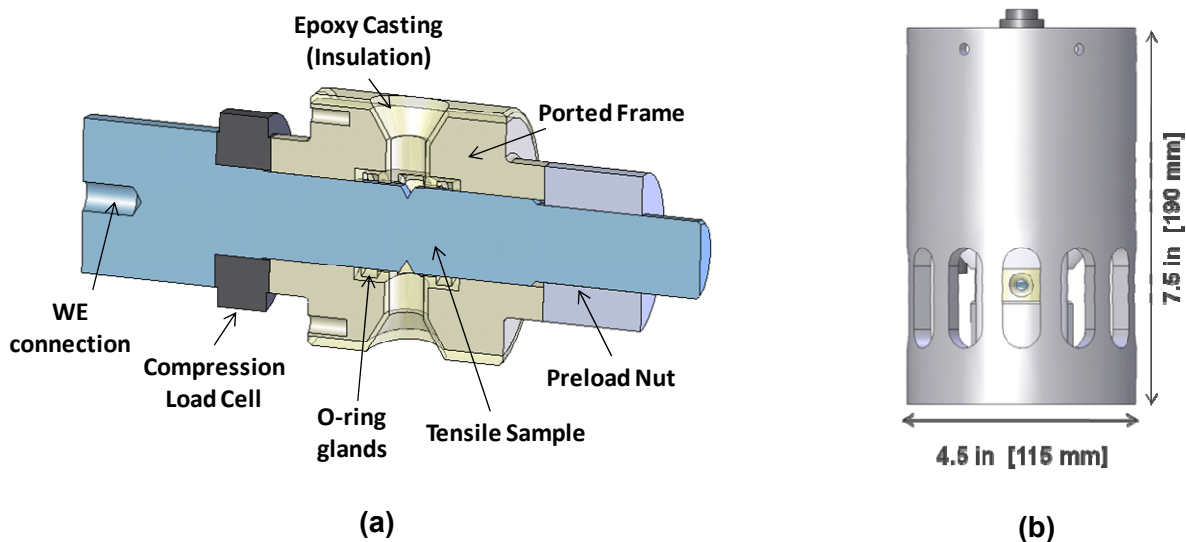 Epoxy Casting
(Insulation)
Ported Frame
WE
connection
Compression
Load Cell
O-ring
glands
Tensile Sample
Preload Nut
(a)
7.5 in [190 mm]
4.5 in [115 mm]
(b)